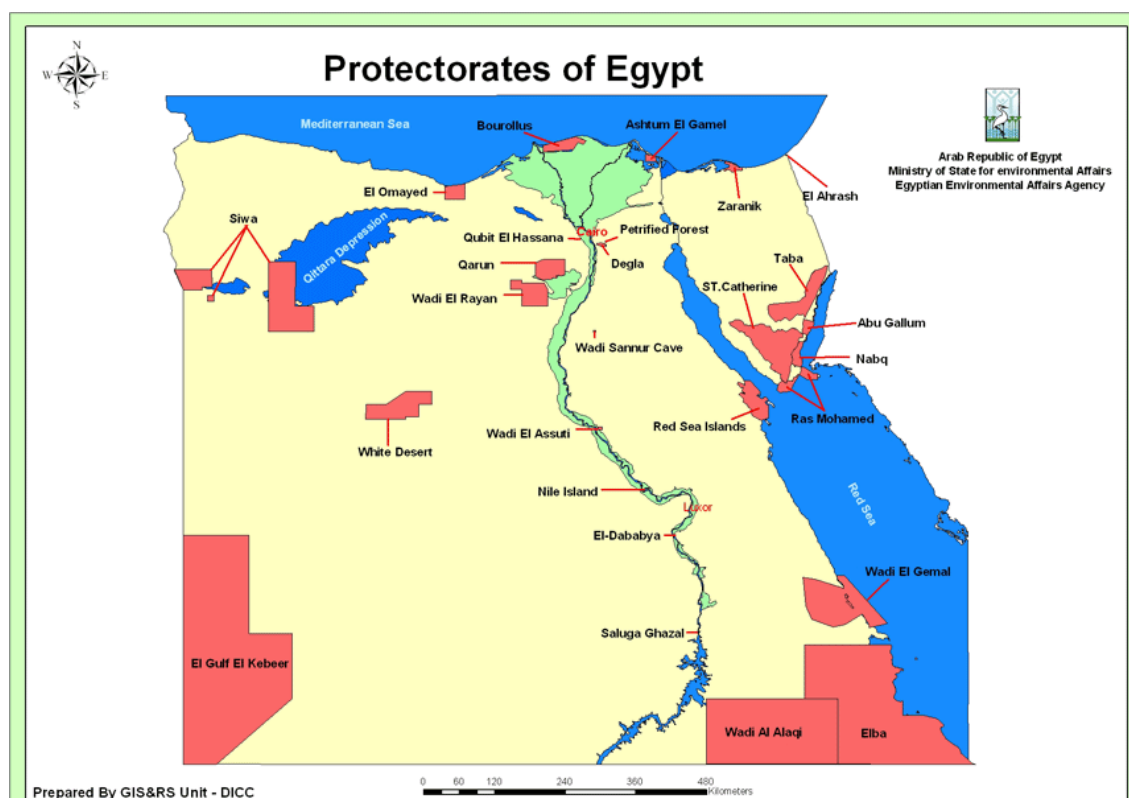 N
W E
S
Protectorates of Egypt
Arab Republic of Egypt
Ministry of State for environmental Affairs
Egyptian Environmental Affairs Agency
Mediterranean Sea
Bourollus
Ashtum El Gamel
El Omayed
Zaranik
El Ahrash
Siwa
Qittara Depression
Qubit El Hassana
Cairo
Petrified Forest
Degla
Qarun
Wadi El Rayan
Taba
ST.Catherine
Abu Gallum
Nabq
Wadi Sannur Cave
Ras Mohamed
Red Sea Islands
White Desert
Wadi El Assuti
Nile Island
Luxor
Red Sea
El-Dababya
Wadi El Gemal
Saluga Ghazal
El Gulf El Kebeer
Wadi Al Alaqi
Elba
0 60 120 240 360 480
Kilometers
Prepared By GIS&RS Unit - DICC